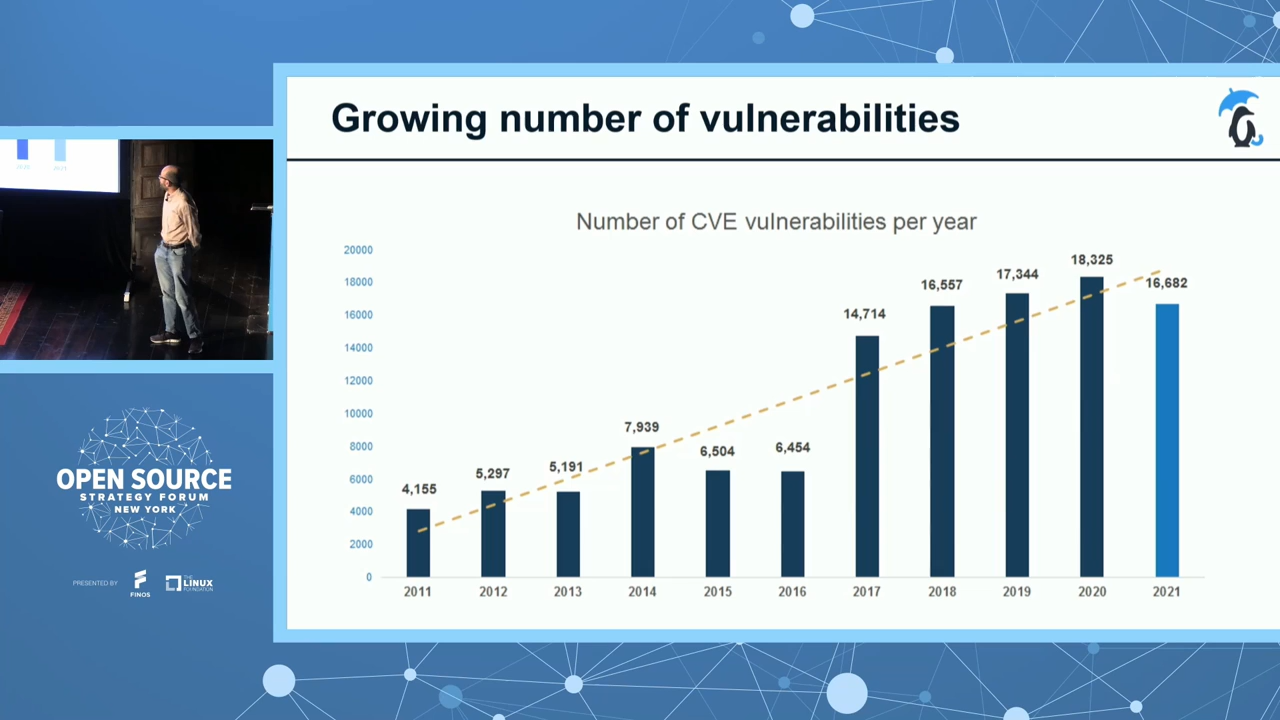 Growing number of vulnerabilities
Number of CVE vulnerabilities per year
20000
18000
16000
14000
12000
10000
8000
6000
4000
2000
0
4,155
5,297
5,191
7,939
6,504
6,454
14,714
16,557
17,344
18,325
16,682
2011 2012 2013 2014 2015 2016 2017 2018 2019 2020 2021
OPEN SOURCE
STRATEGY FORUM
NEW YORK
PRESENTED BY
FINOS
THE
LINUX
FOUNDATION